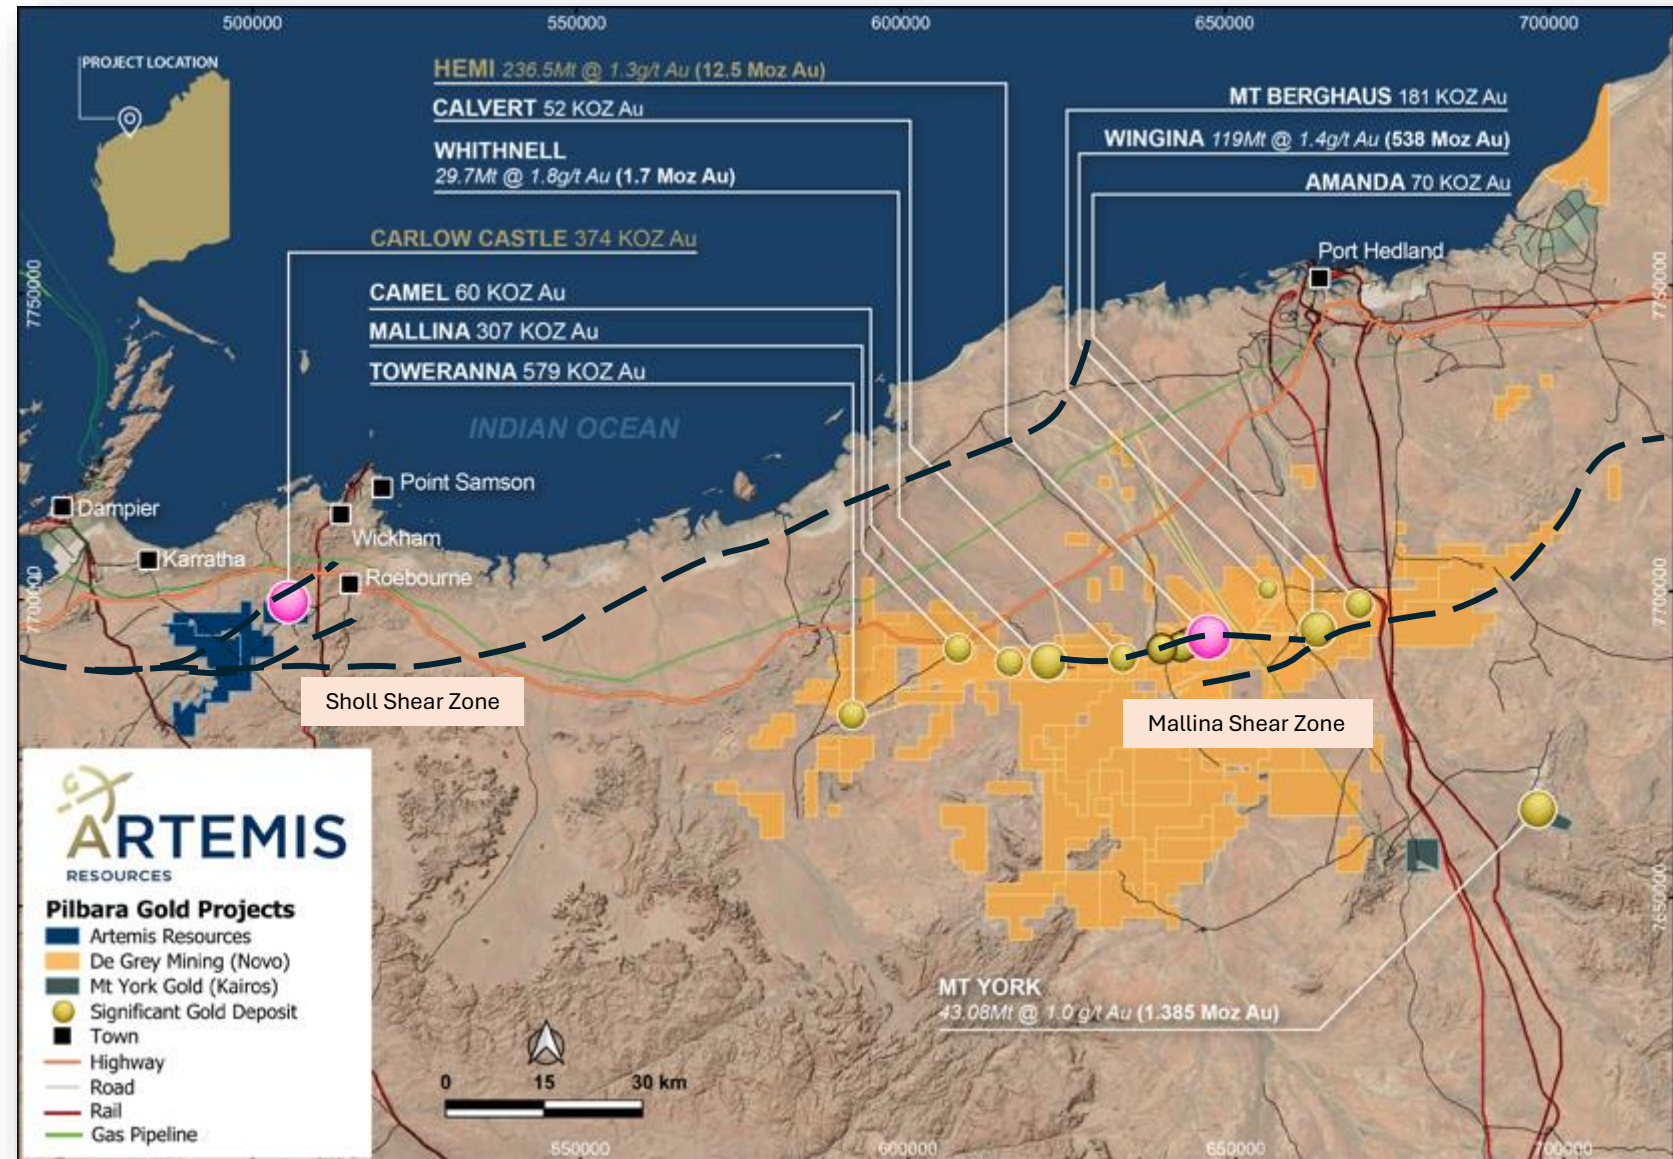 500000
550000
600000
650000
700000
PROJECT LOCATION
HEMI 236.5Mt @ 1.3g/t Au (12.5 Moz Au)
CALVERT 52 KOZ Au
WHITHNELL
29.7Mt @ 1.8g/t Au (1.7 Moz Au)
MT BERGHAUS 181 KOZ Au
WINGINA 119Mt @ 1.4g/t Au (538 Moz Au)
AMANDA 70 KOZ Au
CARLOW CASTLE 374 KOZ Au
CAMEL 60 KOZ Au
MALLINA 307 KOZ Au
TOWERANNA 579 KOZ Au
Port Hedland
7750000
7750000
INDIAN OCEAN
Point Samson
Dampier
Wickham
Karratha
Roebourne
7700000
7700000
Sholl Shear Zone
Mallina Shear Zone
ARTEMIS
RESOURCES
Pilbara Gold Projects
Artemis Resources
De Grey Mining (Novo)
Mt York Gold (Kairos)
Significant Gold Deposit
Town
Highway
Road
Rail
Gas Pipeline
7650000
MT YORK
43.08Mt @ 1.0 g/t Au (1.385 Moz Au)
0 15 30 km
550000
600000
650000
700000